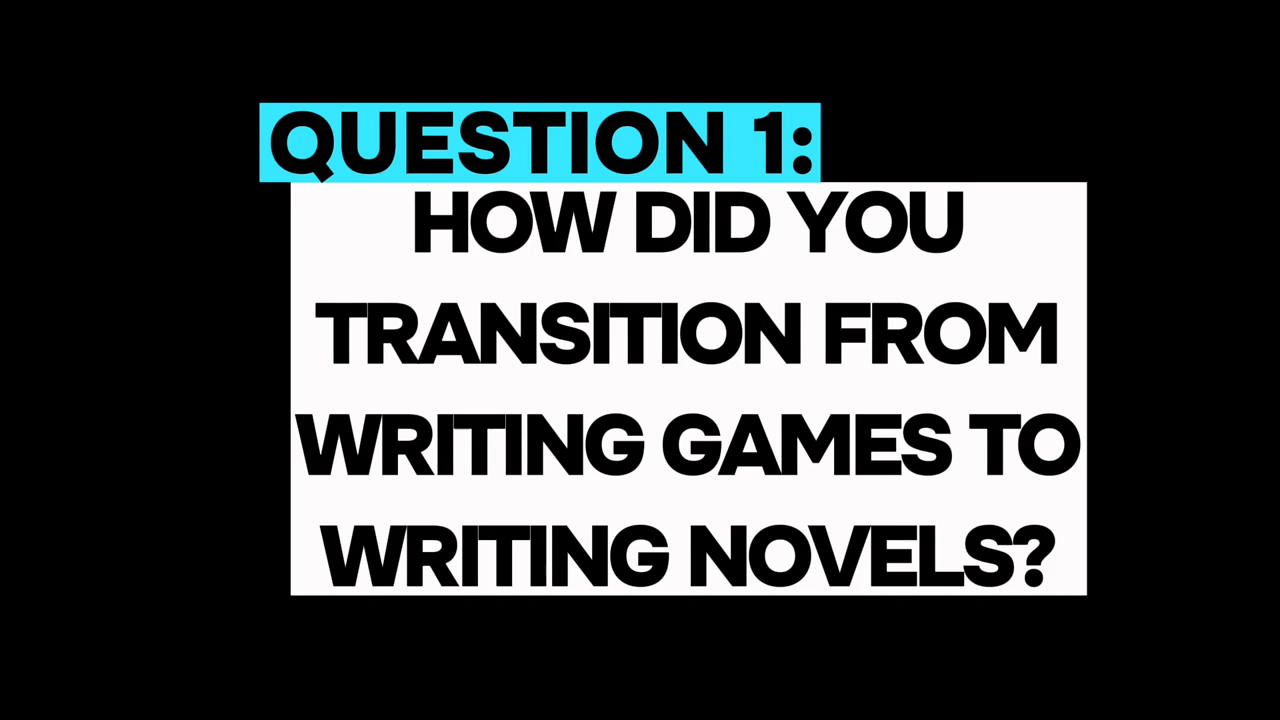 QUESTION 1:
HOW DID YOU
TRANSITION FROM
WRITING GAMES TO
WRITING NOVELS?